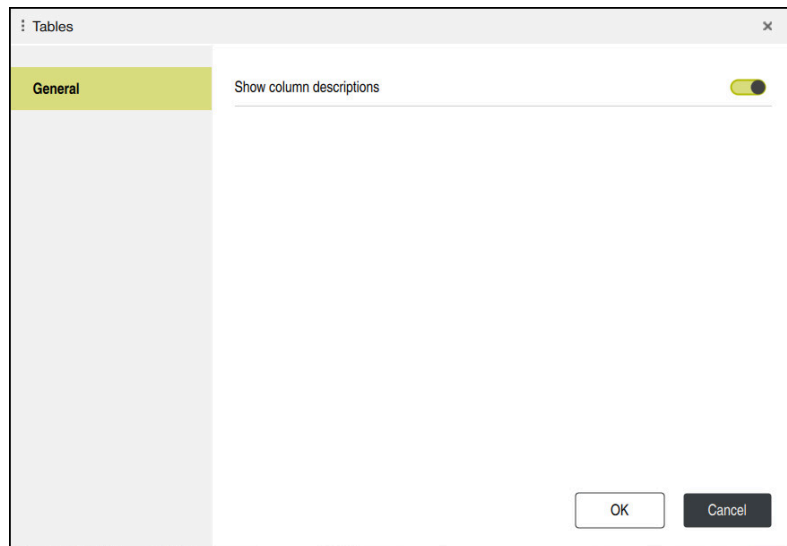 Tables
General
Show column descriptions
OK
Cancel